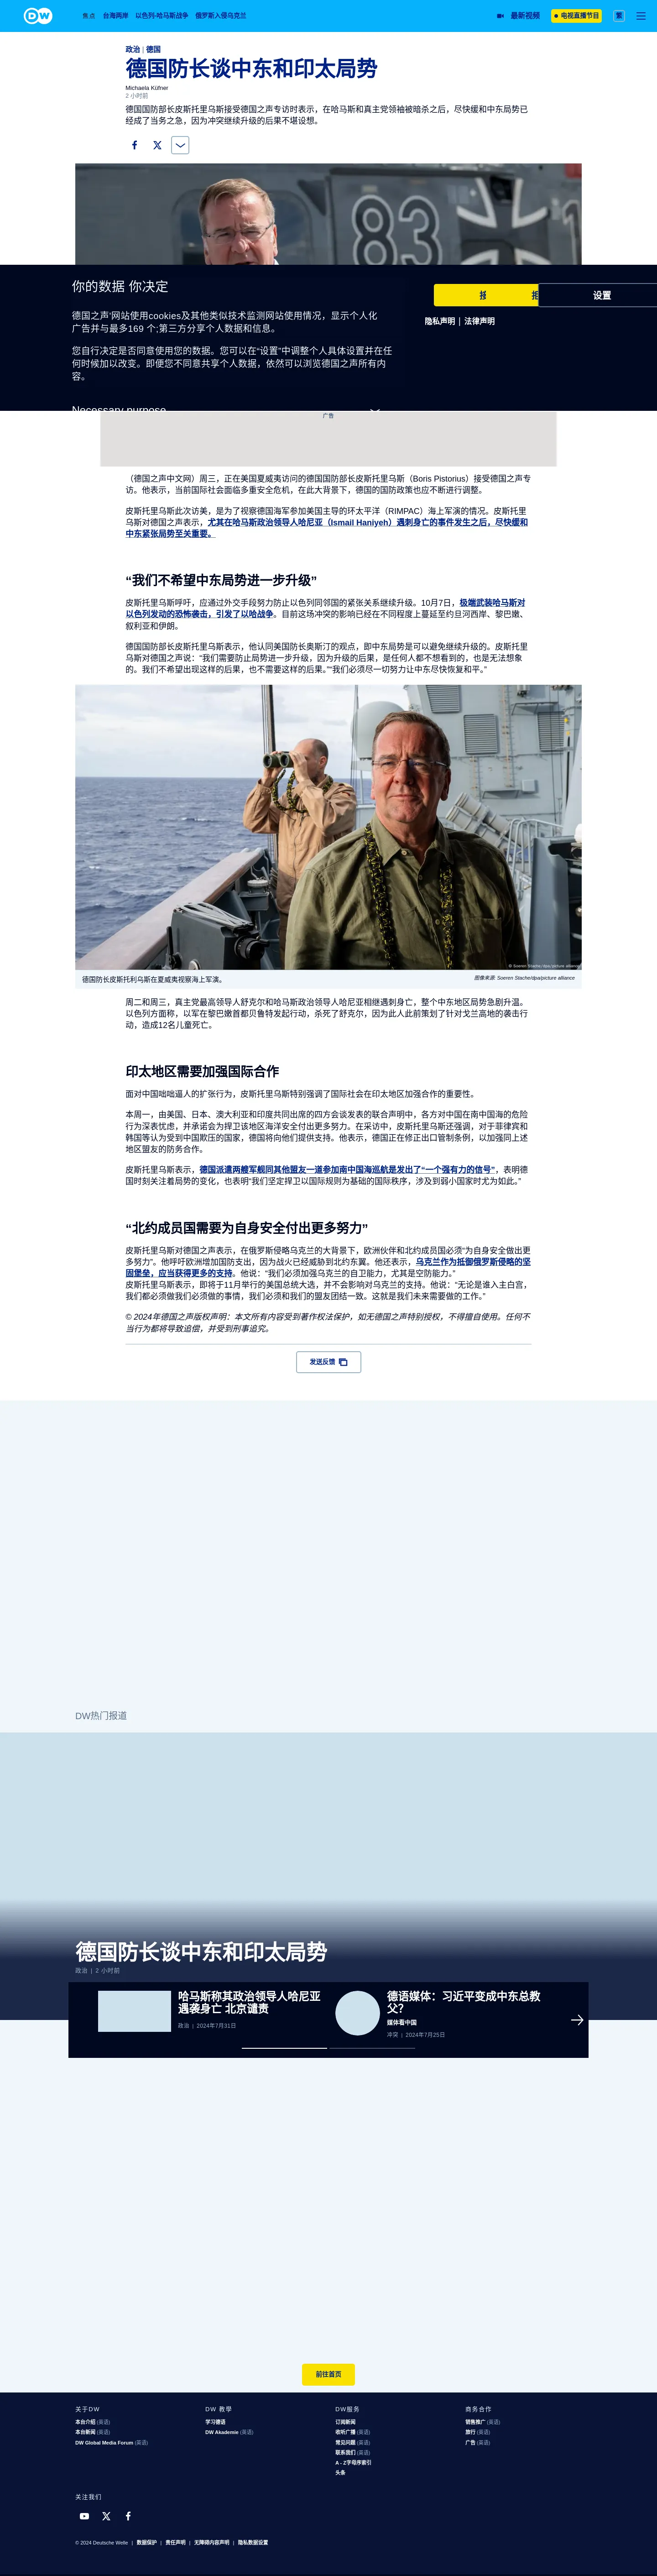 DW
焦点 台海两岸 以色列-哈马斯战争 俄罗斯入侵乌克兰 最新视频 电视直播节目 繁
政治 | 德国
德国防长谈中东和印太局势
Michaela Küfner
2 小时前
德国国防部长皮斯托里乌斯接受德国之声专访时表示，在哈马斯和真主党领袖被暗杀之后，尽快缓和中东局势已
经成了当务之急，因为冲突继续升级的后果不堪设想。
83
你的数据 你决定
德国之声'网站使用cookies及其他类似技术监测网站使用情况，显示个人化
广告并与最多169 个;第三方分享个人数据和信息。
您自行决定是否同意使用您的数据。您可以在“设置”中调整个人具体设置并在任
何时候加以改变。即便您不同意共享个人数据，依然可以浏览德国之声所有内
容。
Necessary purpose
设置
隐私声明 | 法律声明
广告
（德国之声中文网）周三，正在美国夏威夷访问的德国国防部长皮斯托里乌斯（Boris Pistorius）接受德国之声专
访。他表示，当前国际社会面临多重安全危机，在此大背景下，德国的国防政策也应不断进行调整。
皮斯托里乌斯此次访美，是为了视察德国海军参加美国主导的环太平洋（RIMPAC）海上军演的情况。皮斯托里
乌斯对德国之声表示，尤其在哈马斯政治领导人哈尼亚（Ismail Haniyeh）遇刺身亡的事件发生之后，尽快缓和
中东紧张局势至关重要。
“我们不希望中东局势进一步升级”
皮斯托里乌斯呼吁，应通过外交手段努力防止以色列同邻国的紧张关系继续升级。10月7日，极端武装哈马斯对
以色列发动的恐怖袭击，引发了以哈战争。目前这场冲突的影响已经在不同程度上蔓延至约旦河西岸、黎巴嫩、
叙利亚和伊朗。
德国国防部长皮斯托里乌斯表示，他认同美国防长奥斯汀的观点，即中东局势是可以避免继续升级的。皮斯托里
乌斯对德国之声说：“我们需要防止局势进一步升级，因为升级的后果，是任何人都不想看到的，也是无法想象
的。我们不希望出现这样的后果，也不需要这样的后果。”“我们必须尽一切努力让中东尽快恢复和平。”
© Soeren Stache/dpa/picture alliance
德国防长皮斯托利乌斯在夏威夷视察海上军演。
图像来源: Soeren Stache/dpa/picture alliance
周二和周三，真主党最高领导人舒克尔和哈马斯政治领导人哈尼亚相继遇刺身亡，整个中东地区局势急剧升温。
以色列方面称，以军在黎巴嫩首都贝鲁特发起行动，杀死了舒克尔，因为此人此前策划了针对戈兰高地的袭击行
动，造成12名儿童死亡。
印太地区需要加强国际合作
面对中国咄咄逼人的扩张行为，皮斯托里乌斯特别强调了国际社会在印太地区加强合作的重要性。
本周一，由美国、日本、澳大利亚和印度共同出席的四方会谈发表的联合声明中，各方对中国在南中国海的危险
行为深表忧虑，并承诺会为捍卫该地区海洋安全付出更多努力。在采访中，皮斯托里乌斯还强调，对于菲律宾和
韩国等认为受到中国欺压的国家，德国将向他们提供支持。他表示，德国正在修正出口管制条例，以加强同上述
地区盟友的防务合作。
皮斯托里乌斯表示，德国派遣两艘军舰同其他盟友一道参加南中国海巡航是发出了“一个强有力的信号”，表明德
国时刻关注着局势的变化，也表明“我们坚定捍卫以国际规则为基础的国际秩序，涉及到弱小国家时尤为如此。”
“北约成员国需要为自身安全付出更多努力”
皮斯托里乌斯对德国之声表示，在俄罗斯侵略乌克兰的大背景下，欧洲伙伴和北约成员国必须“为自身安全做出更
多努力”。他呼吁欧洲增加国防支出，因为战火已经威胁到北约东翼。他还表示，乌克兰作为抵御俄罗斯侵略的坚
固堡垒，应当获得更多的支持。他说：“我们必须加强乌克兰的自卫能力，尤其是空防能力。”
皮斯托里乌斯表示，即将于11月举行的美国总统大选，并不会影响对乌克兰的支持。他说：“无论是谁入主白宫，
我们都必须做我们必须做的事情，我们必须和我们的盟友团结一致。这就是我们未来需要做的工作。”
© 2024年德国之声版权声明：本文所有内容受到著作权法保护，如无德国之声特别授权，不得擅自使用。任何不
当行为都将导致追偿，并受到刑事追究。
发送反馈
DW热门报道
德国防长谈中东和印太局势
政治 | 2 小时前
哈马斯称其政治领导人哈尼亚
遇袭身亡 北京谴责
政治 | 2024年7月31日
德语媒体：习近平变成中东总教
父？
媒体看中国
冲突 | 2024年7月25日
前往首页
关于DW
本台介绍 (英语)
本台新闻 (英语)
DW Global Media Forum (英语)
DW 教學
学习德语
DW Akademie (英语)
DW服务
订阅新闻
收听广播 (英语)
常见问题 (英语)
联系我们 (英语)
A - Z字母序索引
头条
商务合作
销售推广 (英语)
旅行 (英语)
广告 (英语)
关注我们
© 2024 Deutsche Welle | 数据保护 | 责任声明 | 无障碍内容声明 | 隐私数据设置